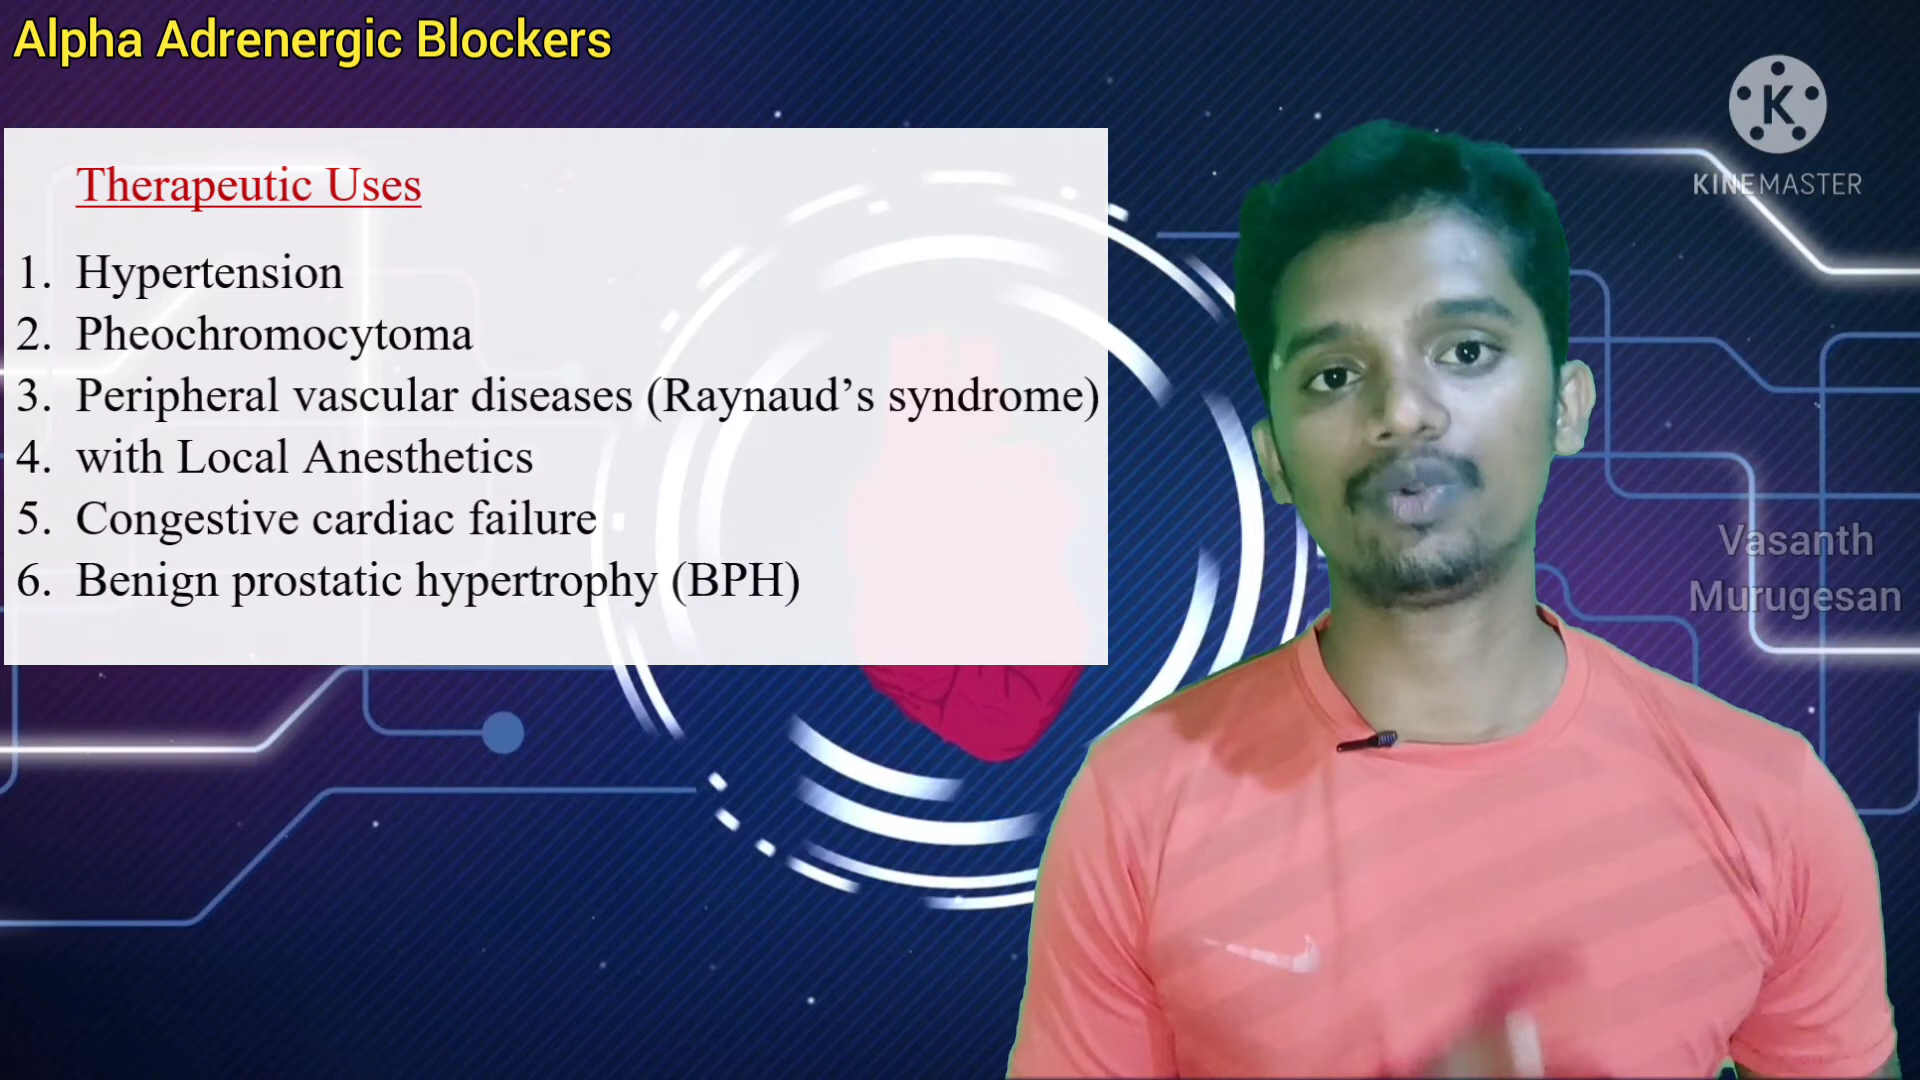 Alpha Adrenergic Blockers
K
KINEMASTER
Therapeutic Uses
1. Hypertension
2. Pheochromocytoma
3. Peripheral vascular diseases (Raynaud’s syndrome)
4. with Local Anesthetics
5. Congestive cardiac failure
6. Benign prostatic hypertrophy (BPH)
Vasanth
Murugesan